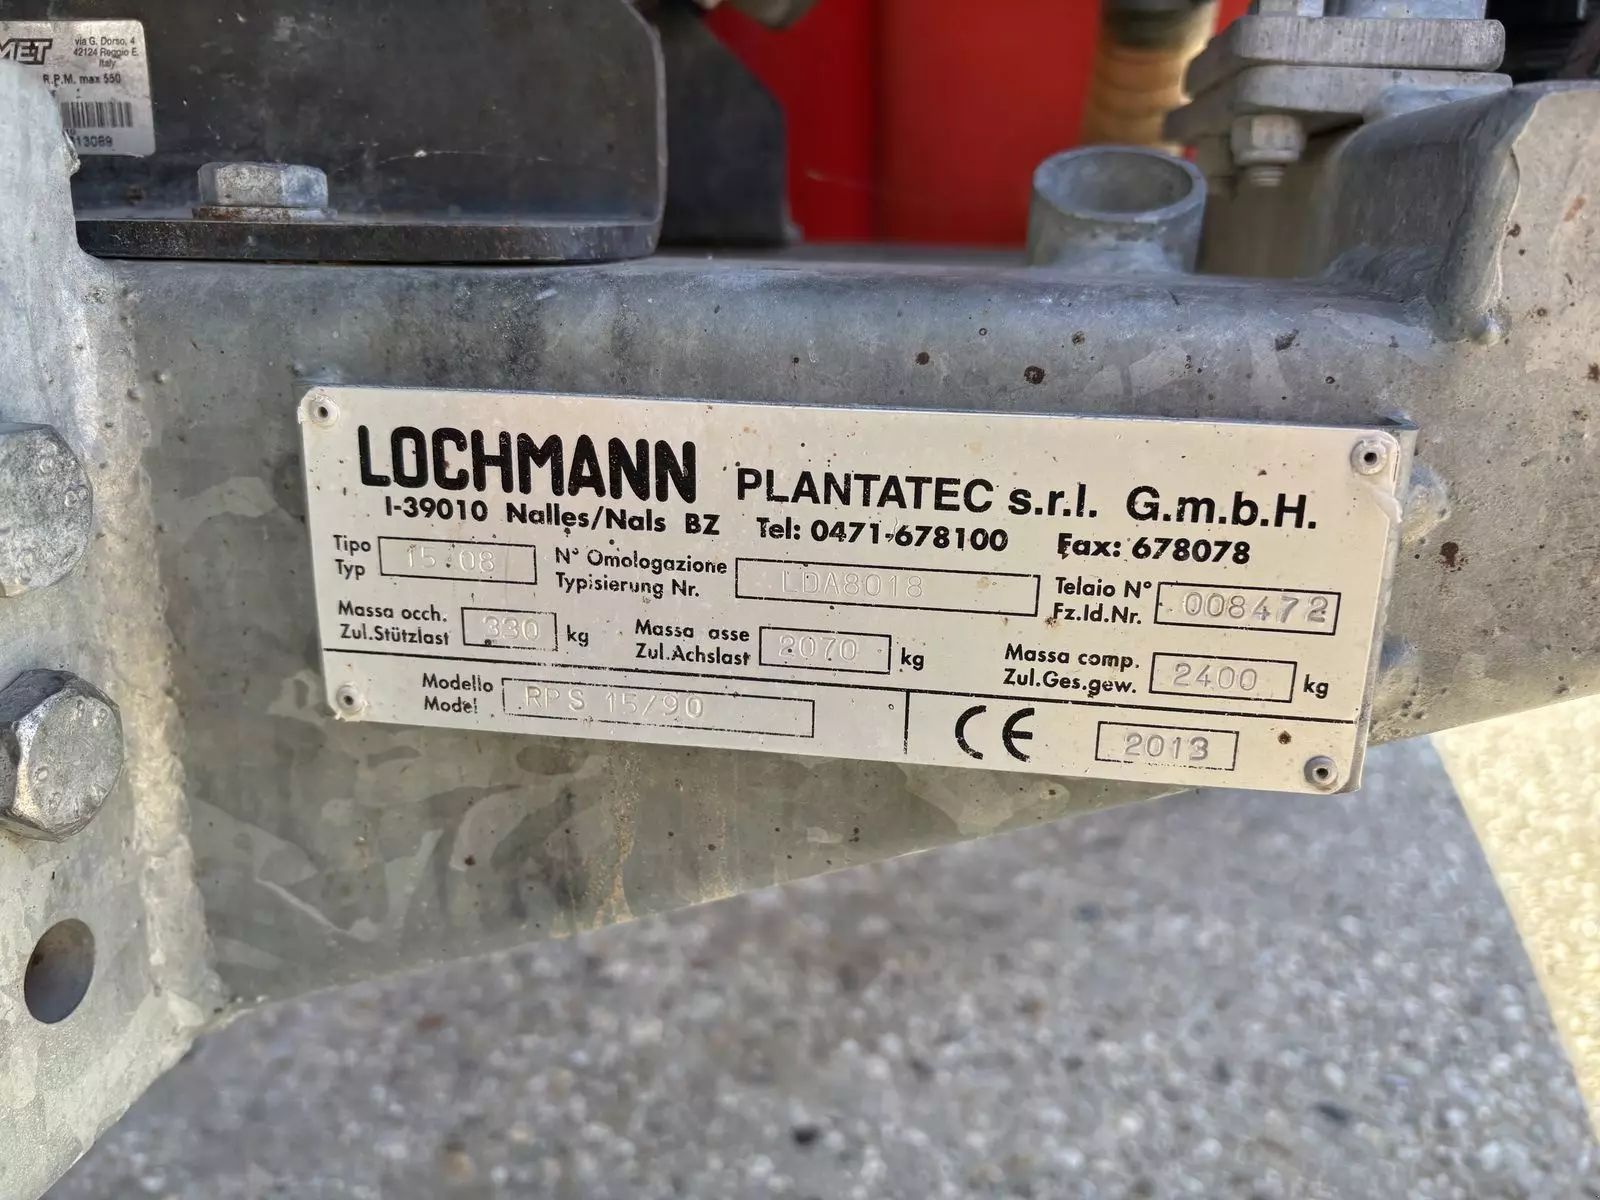 via G. Dorso, 4
42124 Reggio E.
Italy
R.P.M. max 550
13089
LOCHMANN PLANTATEC s.r.l. G.m.b.H.
I-39010 Nalles/Nals BZ Tel: 0471-678100 Fax: 678078
Tipo
Typ
15/08
N° Omologazione
Typisierung Nr.
LDA8018
Telaio N°
Fz.Id.Nr.
008472
Massa occh.
Zul.Stützlast
330 kg
Massa asse
Zul.Achslast
2070 kg
Massa comp.
Zul.Ges.gew.
2400 kg
Modello
Model
RPS 15/90
CE 2013